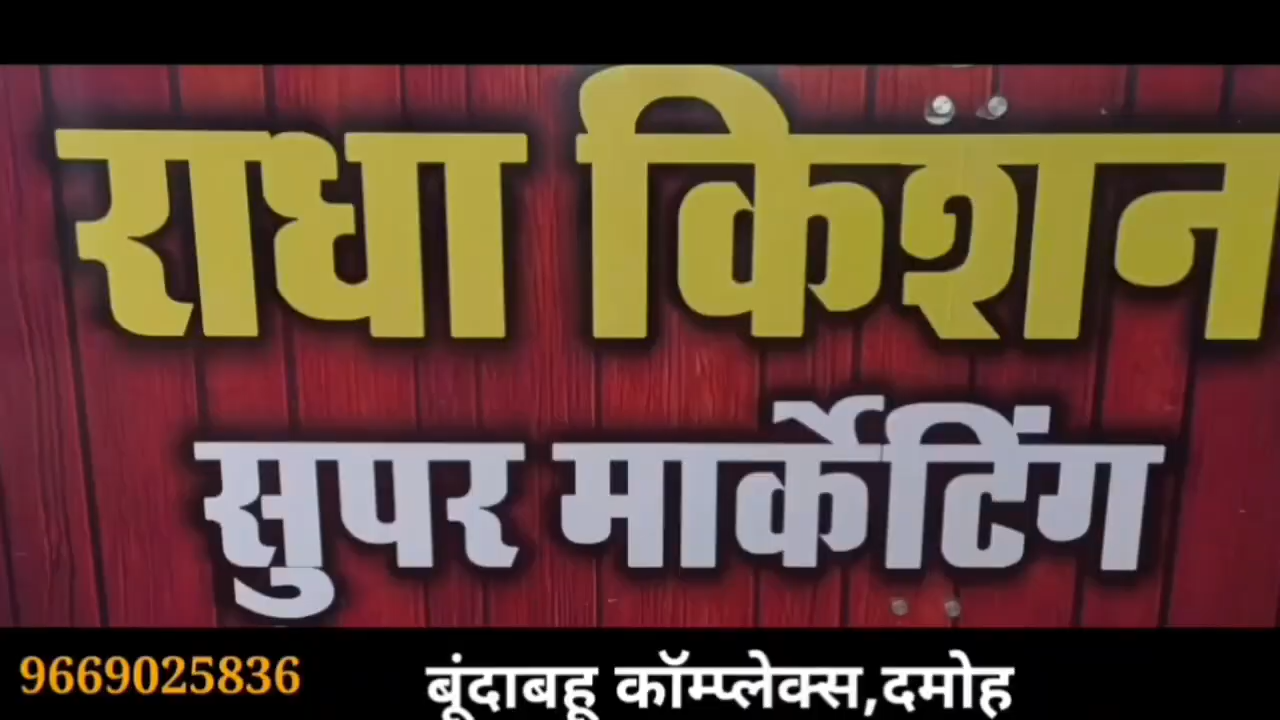 राधा किशन
सुपर मार्केटिंग
9669025836 बूंदाबहू कॉम्प्लेक्स,दमोह